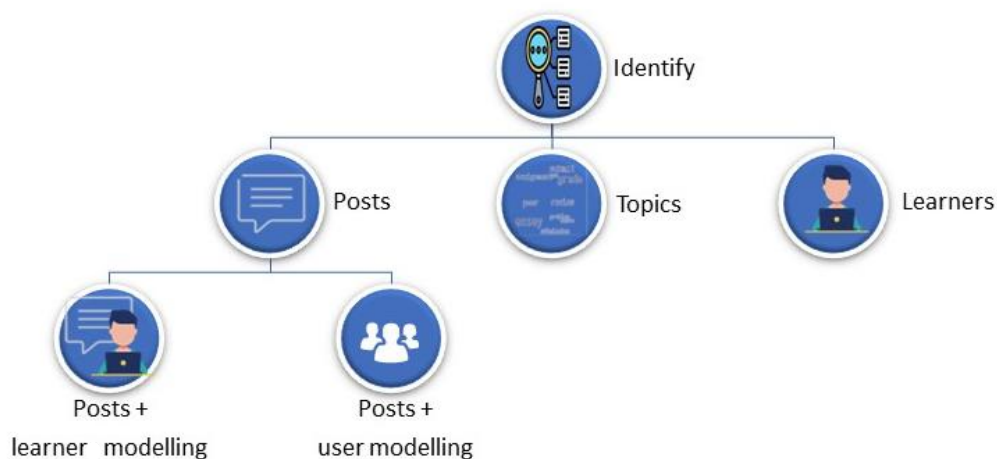 Identify
Posts
Topics
Learners
Posts +
learner modelling
Posts +
user modelling